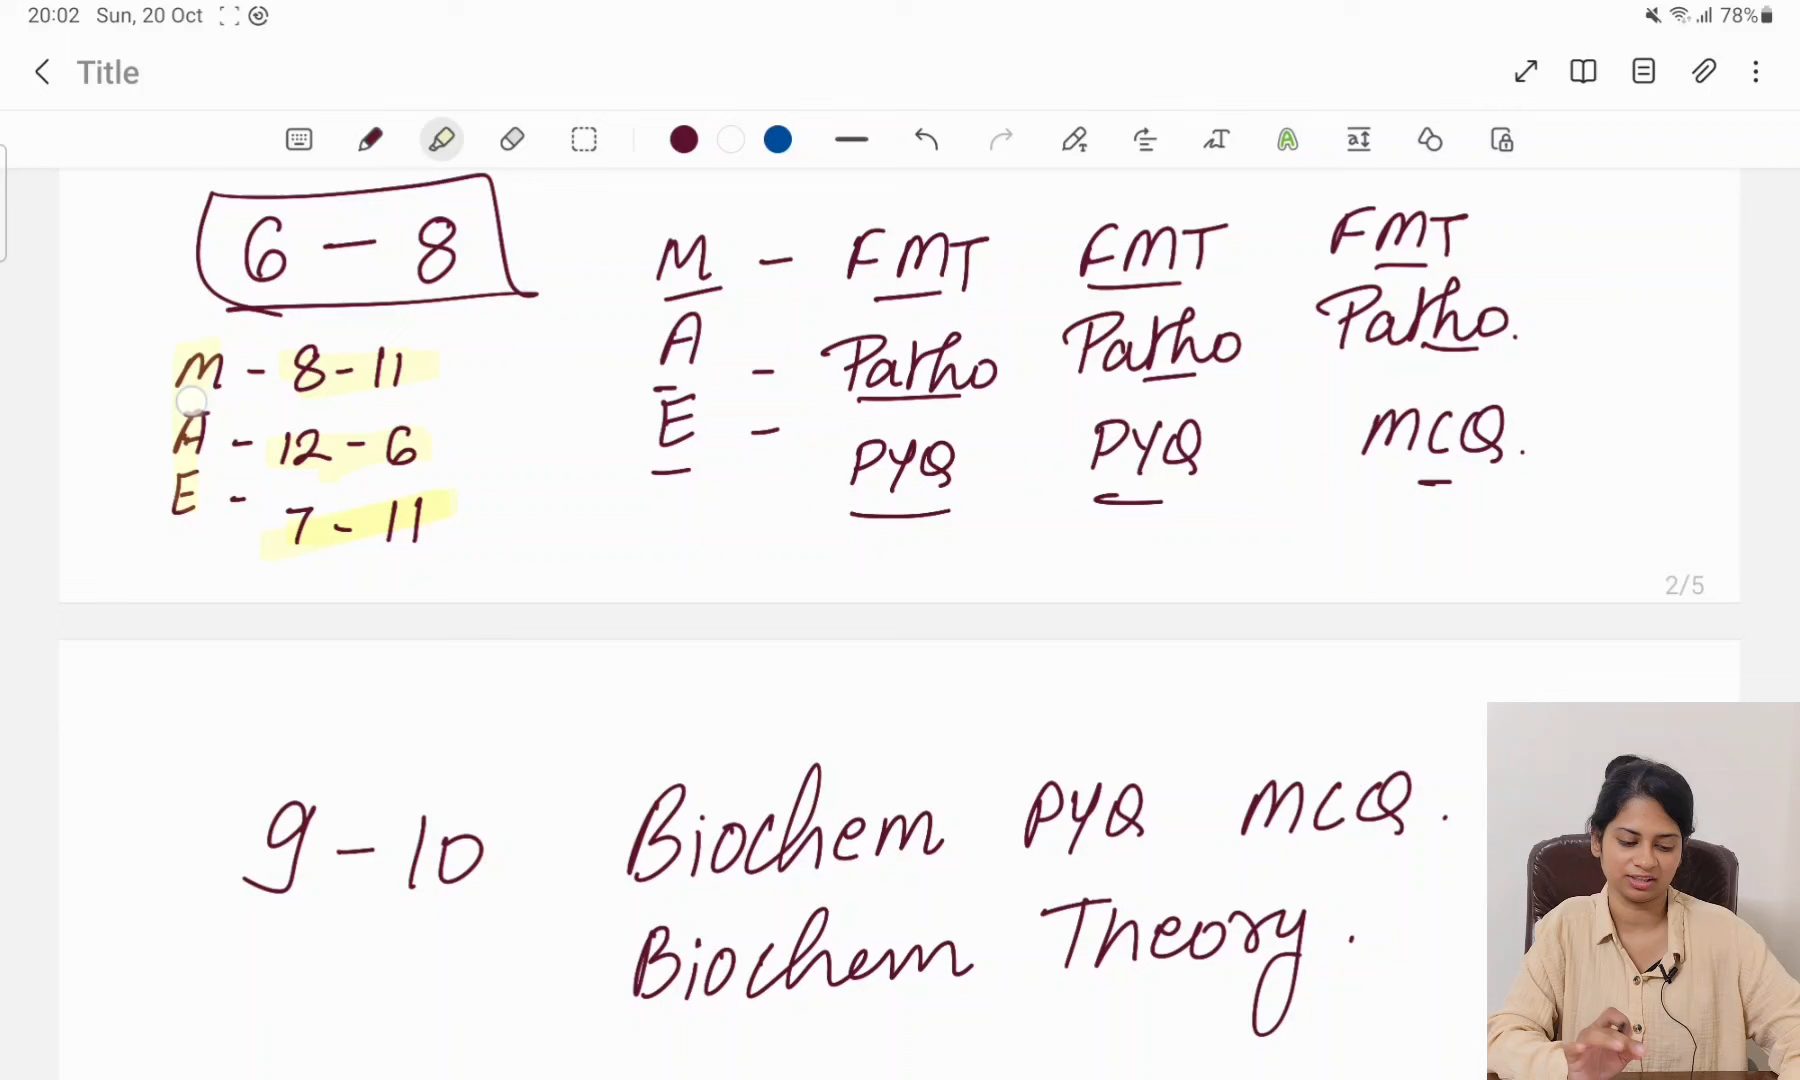 20:02 Sun, 20 Oct 78%
Title
6 - 8
M - 8 - 11
A - 12 - 6
E - 7 - 11
M - FMT FMT FMT
A - Patho Patho Patho.
E - PYQ PYQ MCQ.
2/5
9 - 10 Biochem PYQ MCQ.
Biochem Theory.